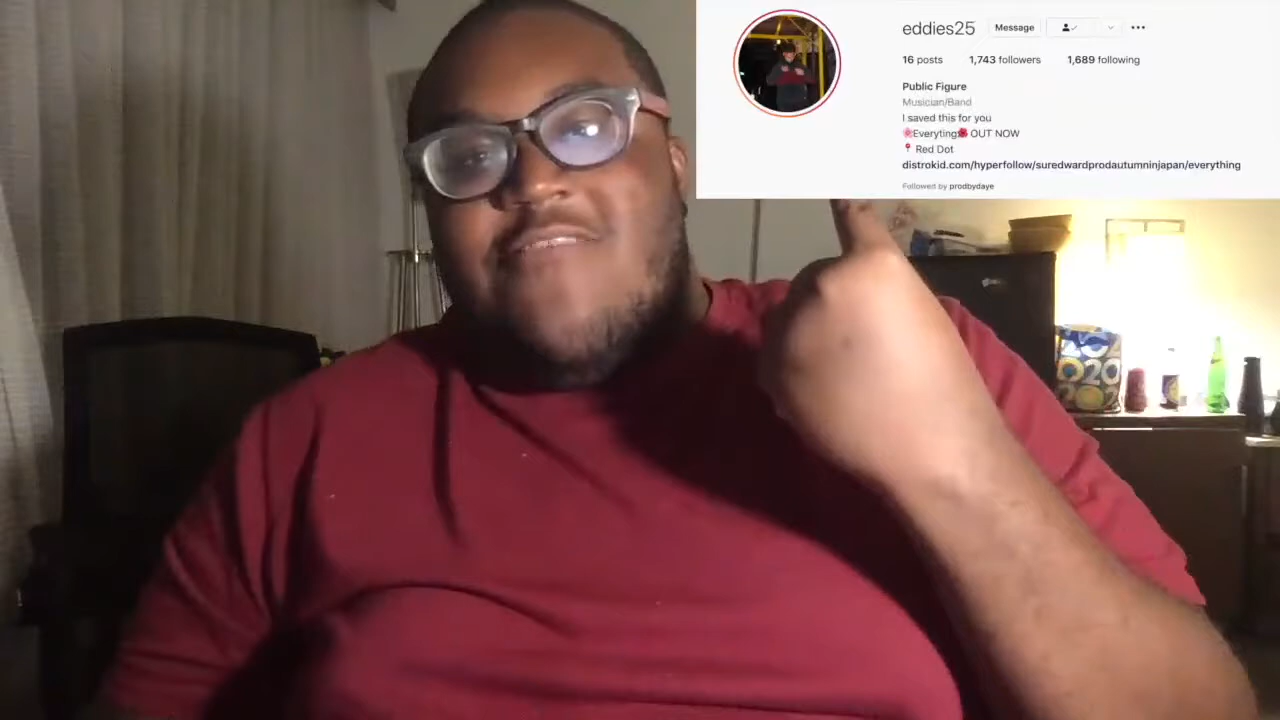 eddies25 Message
16 posts 1,743 followers 1,689 following
Public Figure
Musician/Band
I saved this for you
🌸Everyting🌺 OUT NOW
📍 Red Dot
distrokid.com/hyperfollow/suredwardprodautumninjapan/everything
Followed by prodbydaye
2020